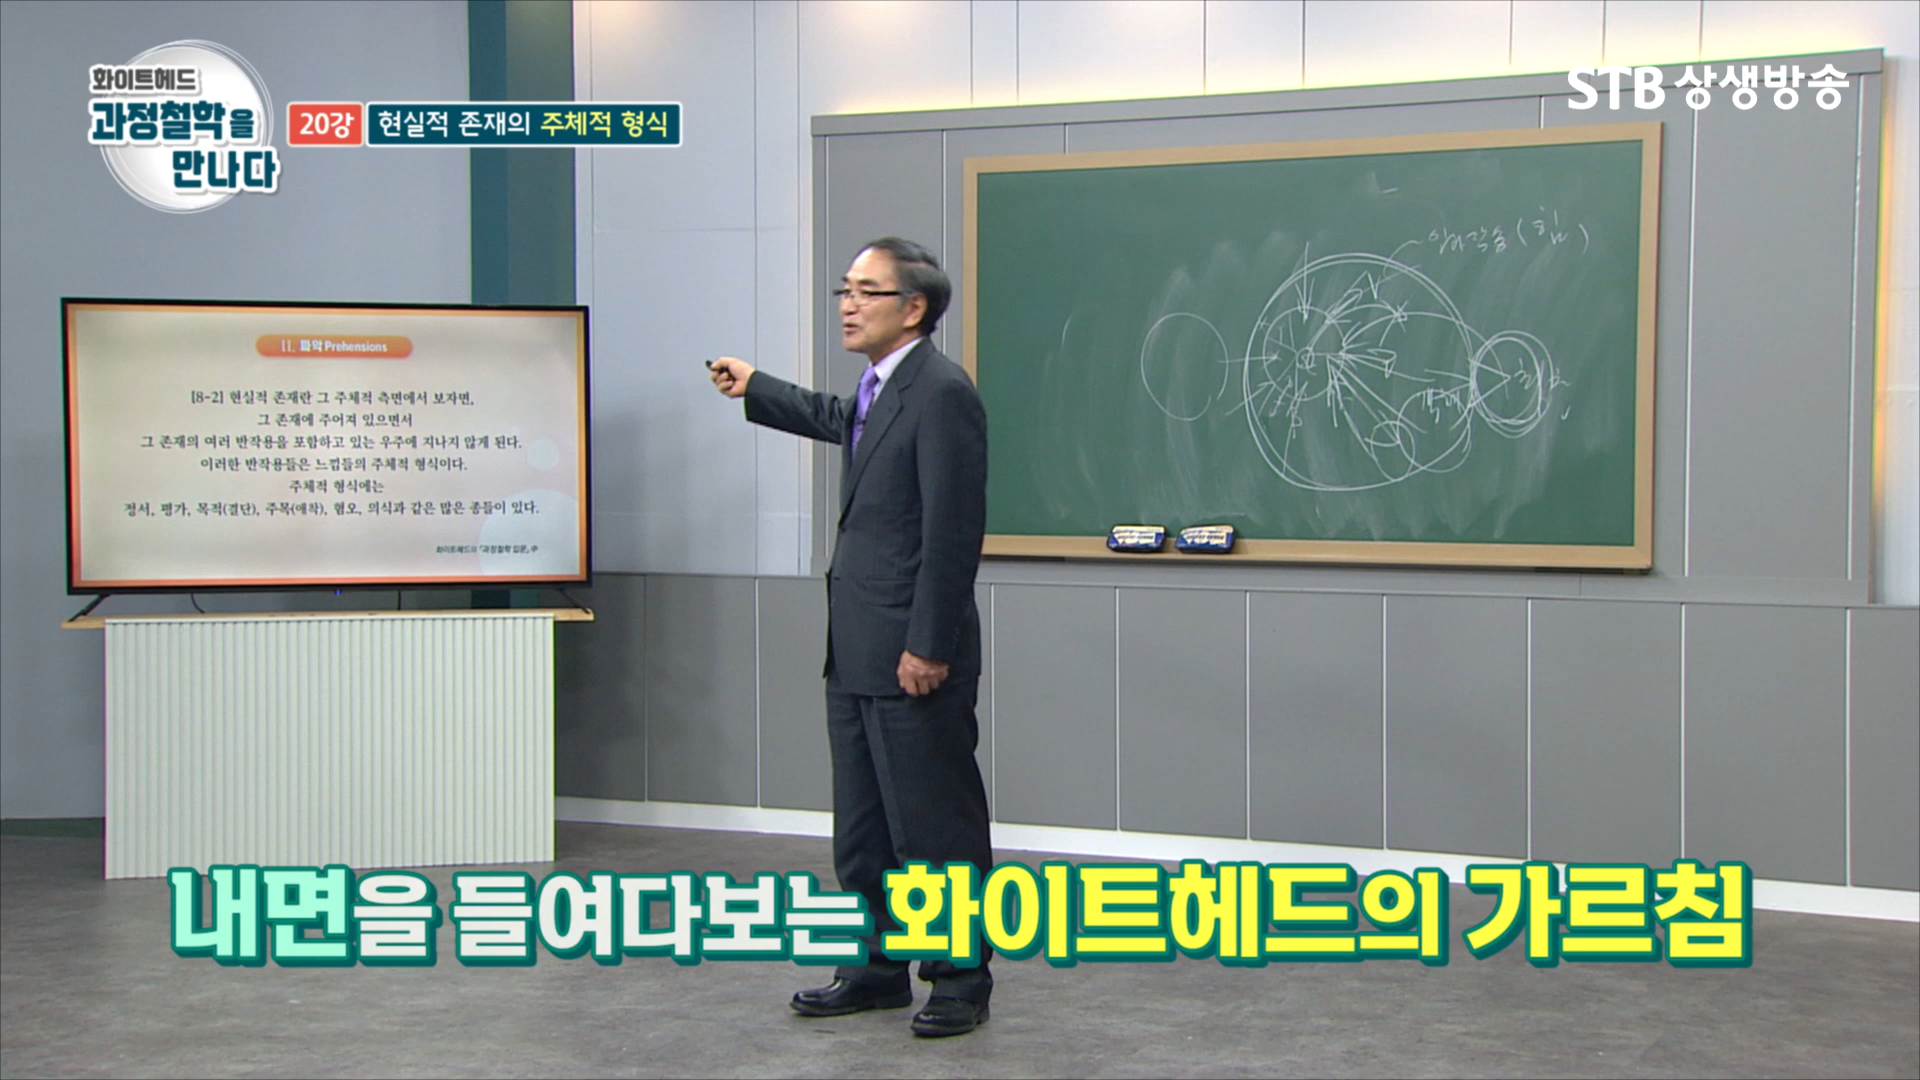 화이트헤드
과정철학을
만나다
20강 현실적 존재의 주체적 형식
STB 상생방송
II. 파악 Prehensions
[8-2] 현실적 존재란 그 주체적 측면에서 보자면,
그 존재에 주어져 있으면서
그 존재의 여러 반작용을 포함하고 있는 우주에 지나지 않게 된다.
이러한 반작용들은 느낌들의 주체적 형식이다.
주체적 형식에는
정서, 평가, 목적(결단), 주목(애착), 혐오, 의식과 같은 많은 종들이 있다.
화이트헤드의 『과정철학 입문』中
(힘)
내면을 들여다보는 화이트헤드의 가르침